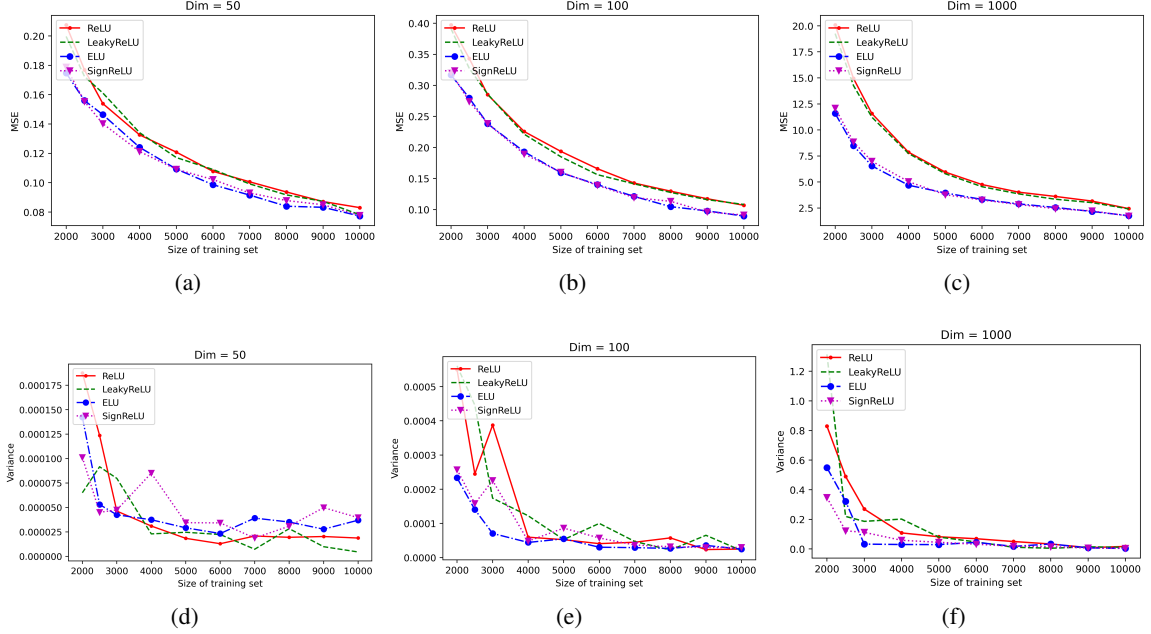 Dim = 50
0.20
0.18
0.16
0.14
0.12
0.10
0.08
MSE
ReLU
LeakyReLU
ELU
SignReLU
2000 3000 4000 5000 6000 7000 8000 9000 10000
Size of training set
(a)
Dim = 100
0.40
0.35
0.30
0.25
0.20
0.15
0.10
MSE
ReLU
LeakyReLU
ELU
SignReLU
2000 3000 4000 5000 6000 7000 8000 9000 10000
Size of training set
(b)
Dim = 1000
20.0
17.5
15.0
12.5
10.0
7.5
5.0
2.5
MSE
ReLU
LeakyReLU
ELU
SignReLU
2000 3000 4000 5000 6000 7000 8000 9000 10000
Size of training set
(c)
Dim = 50
0.000175
0.000150
0.000125
0.000100
0.000075
0.000050
0.000025
0.000000
Variance
ReLU
LeakyReLU
ELU
SignReLU
2000 3000 4000 5000 6000 7000 8000 9000 10000
Size of training set
(d)
Dim = 100
0.0005
0.0004
0.0003
0.0002
0.0001
0.0000
Variance
ReLU
LeakyReLU
ELU
SignReLU
2000 3000 4000 5000 6000 7000 8000 9000 10000
Size of training set
(e)
Dim = 1000
1.2
1.0
0.8
0.6
0.4
0.2
0.0
Variance
ReLU
LeakyReLU
ELU
SignReLU
2000 3000 4000 5000 6000 7000 8000 9000 10000
Size of training set
(f)